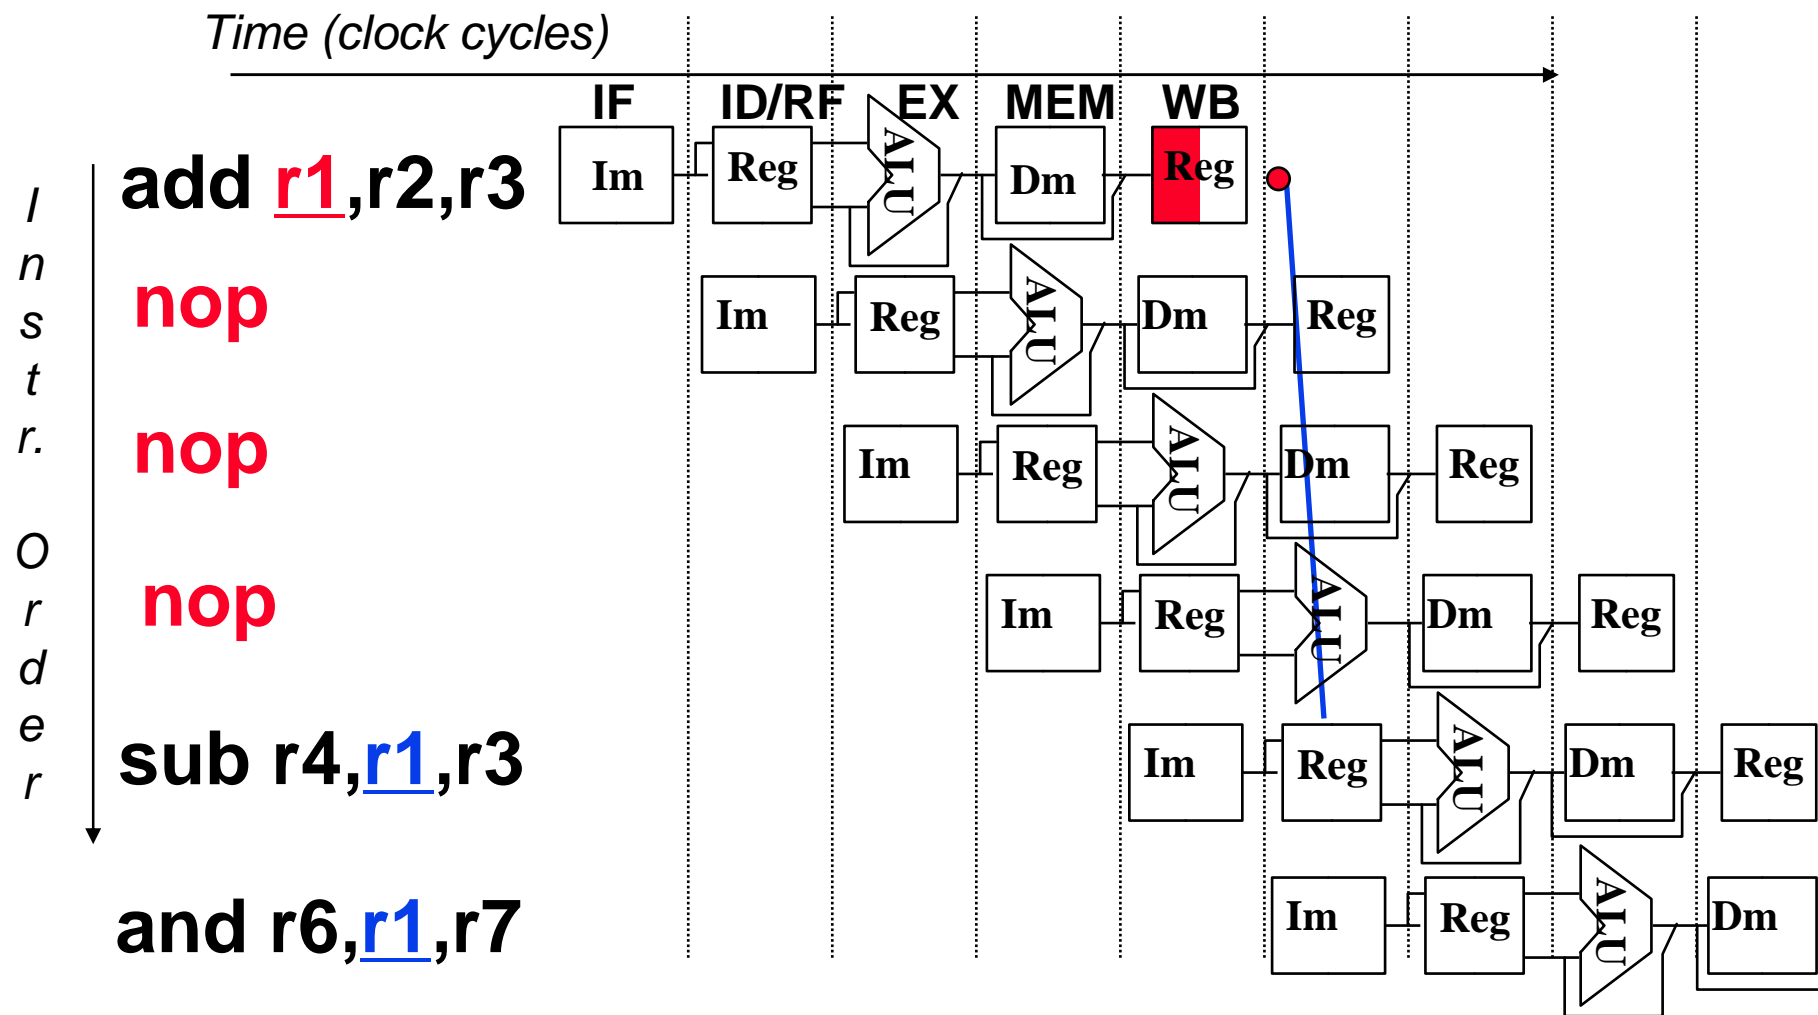 Time (clock cycles)
IF ID/RF EX MEM WB
Instr. Order
add r1,r2,r3 Im Reg ALU Dm Reg
nop Im Reg ALU Dm Reg
nop Im Reg ALU Dm Reg
nop Im Reg ALU Dm Reg
sub r4,r1,r3 Im Reg ALU Dm Reg
and r6,r1,r7 Im Reg ALU Dm